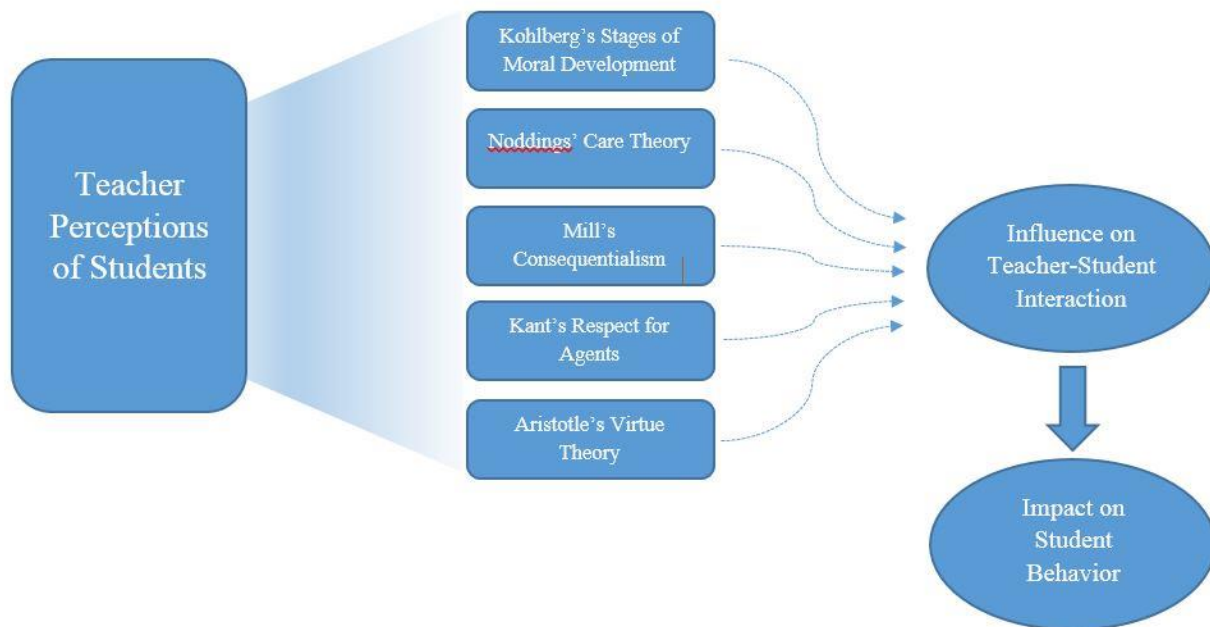 Teacher
Perceptions
of Students
Kohlberg’s Stages of
Moral Development
Noddings’ Care Theory
Mill’s
Consequentialism
Kant’s Respect for
Agents
Aristotle’s Virtue
Theory
Influence on
Teacher-Student
Interaction
Impact on
Student
Behavior